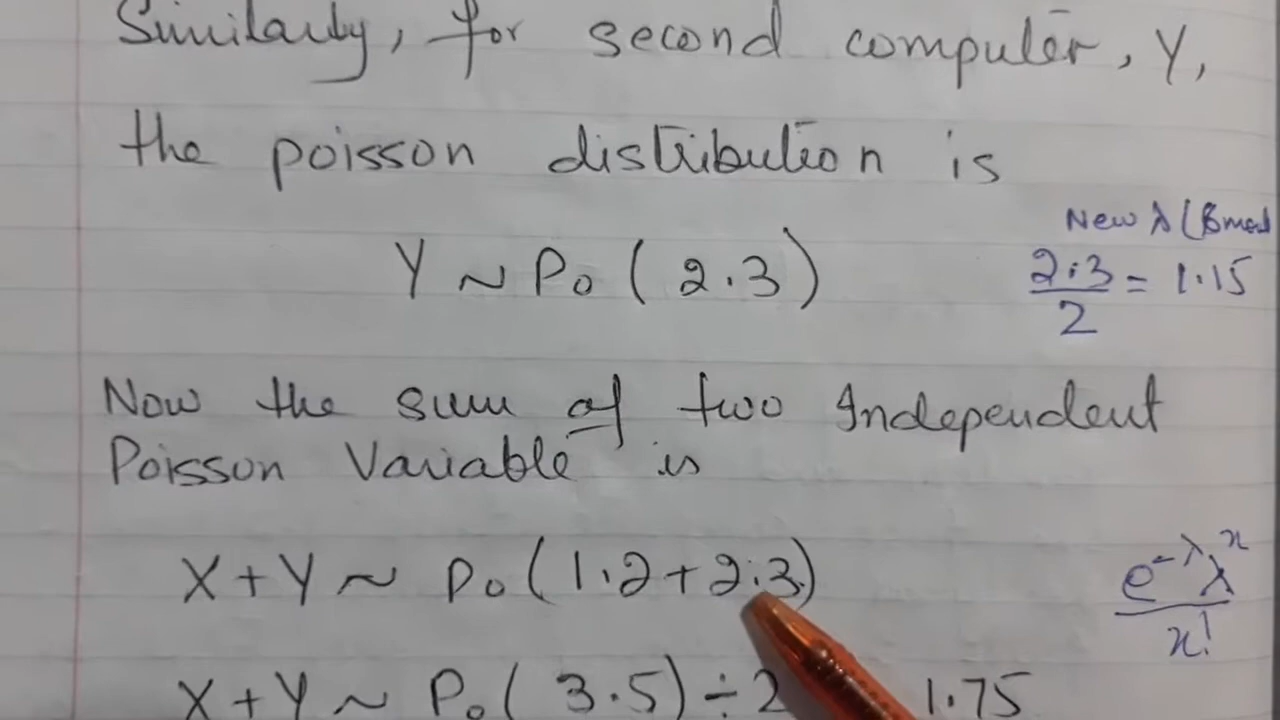 Similarly, for second computer, Y,
the poisson distribution is
Y ~ Po ( 2.3 )
New λ (
2.3 / 2 = 1.15
Now the sum of two Independent
Poisson Variable is
X + Y ~ Po ( 1.2 + 2.3 )
e^-λ λ^x / x!
X + Y ~ Po ( 3.5 ) ÷ 2 1.75